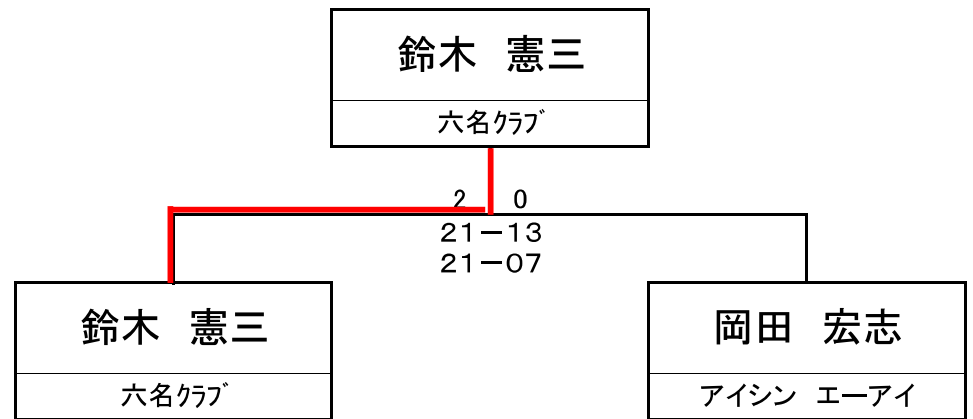 鈴木　憲三
六名ｸﾗﾌﾞ
2　0
21－13
21－07
鈴木　憲三
六名ｸﾗﾌﾞ
岡田　宏志
アイシン　エーアイ